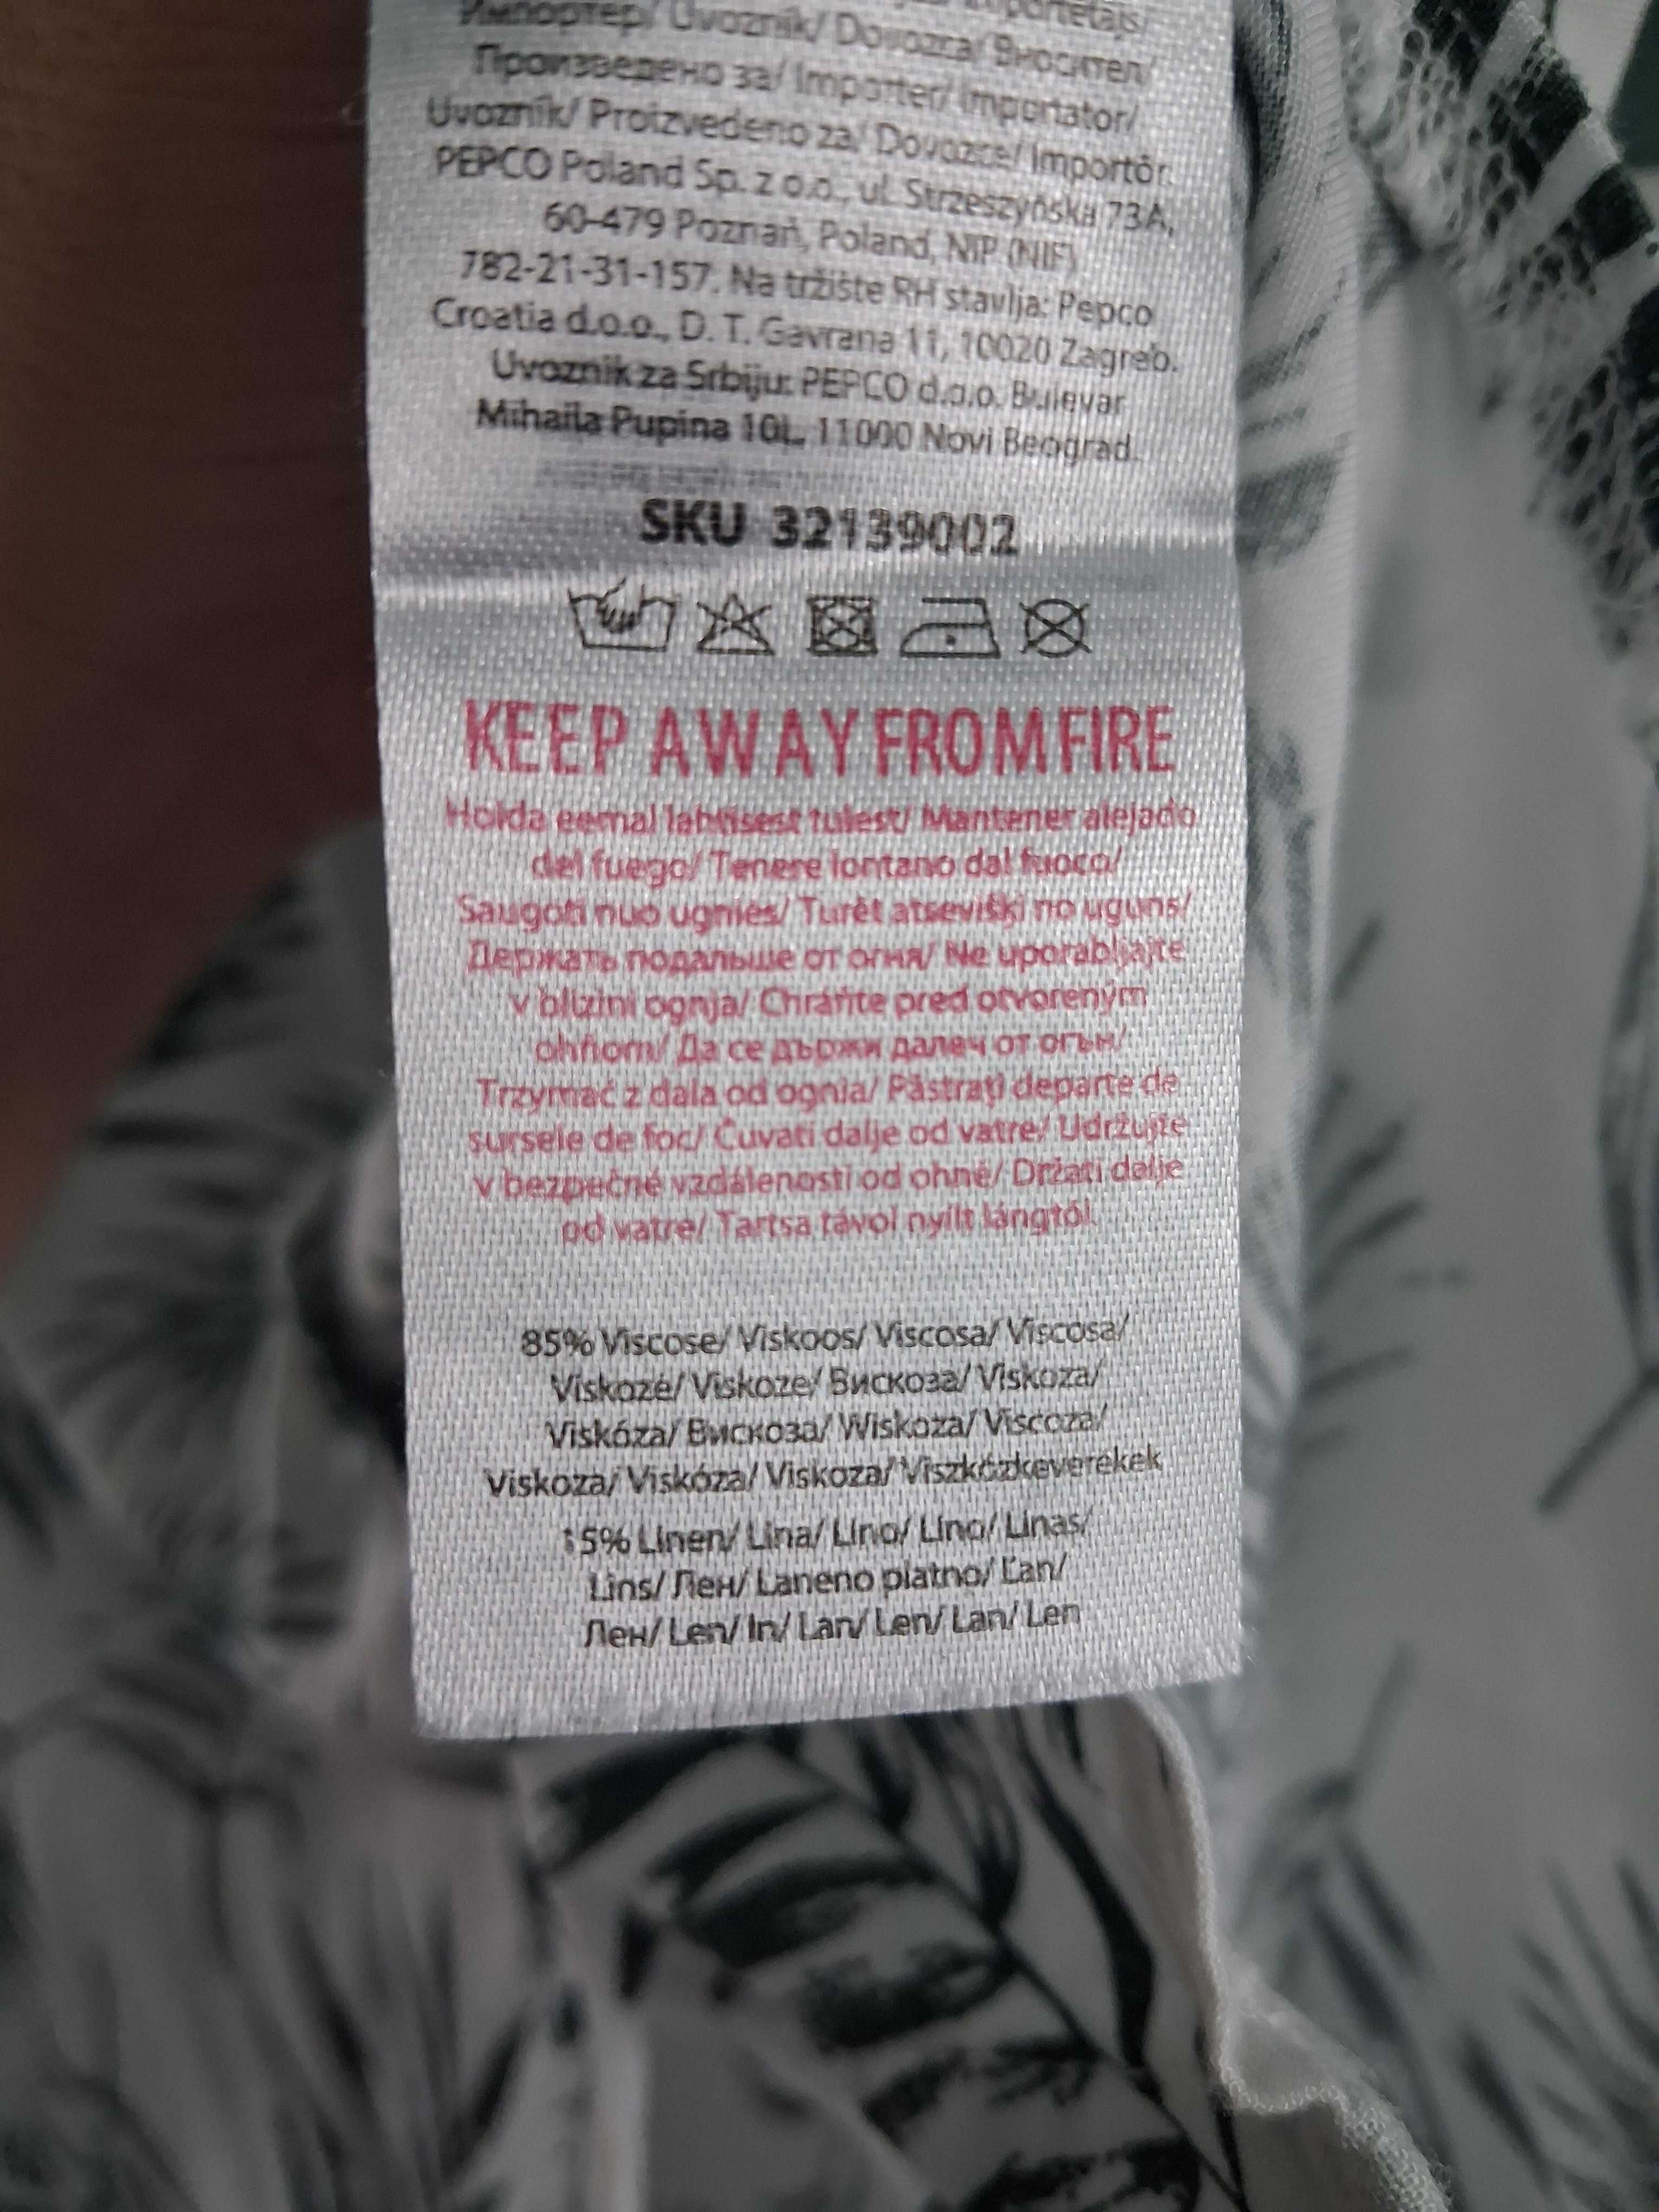 Импортер/ Uvoznik/ Dovozca/ Вносител/
Произведено за/ Importer/ Importator/
Uvoznik/ Proizvedeno za/ Dovozce/ Importőr.
PEPCO Poland Sp. z o.o., ul. Strzeszyńska 73A,
60-479 Poznań, Poland, NIP (NIF)
782-21-31-157. Na tržište RH stavlja: Pepco
Croatia d.o.o., D. T. Gavrana 11, 10020 Zagreb.
Uvoznik za Srbiju: PEPCO d.o.o. Bulevar
Mihaila Pupina 10L, 11000 Novi Beograd.
SKU 32139002
KEEP AWAY FROM FIRE
Hoida eemal lahtisest tulest/ Mantener alejado
del fuego/ Tenere lontano dal fuoco/
Saugoti nuo ugnies/ Turēt atsevišķi no uguns/
Держать подальше от огня/ Ne uporabljajte
v bližini ognja/ Chráňte pred otvoreným
ohňom/ Да се държи далеч от огън/
Trzymać z dala od ognia/ Păstrați departe de
sursele de foc/ Čuvati dalje od vatre/ Udržujte
v bezpečné vzdálenosti od ohně/ Držati dalje
od vatre/ Tartsa távol nyílt lángtól.
85% Viscose/ Viskoos/ Viscosa/ Viscosa/
Viskozė/ Viskoze/ Вискоза/ Viskoza/
Viskóza/ Вискоза/ Wiskoza/ Viscoza/
Viskoza/ Viskóza/ Viskoza/ Viszkózkeverékek
15% Linen/ Lina/ Lino/ Lino/ Linas/
Lins/ Лен/ Laneno platno/ Ľan/
Лен/ Len/ In/ Lan/ Len/ Lan/ Len